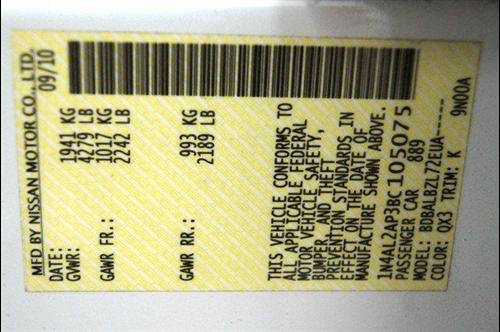 MFD BY NISSAN MOTOR CO., LTD.
DATE: 09/10
GVWR: 1941 KG
4279 LB
GAWR FR.: 1017 KG
2242 LB
GAWR RR.: 993 KG
2189 LB
THIS VEHICLE CONFORMS TO
ALL APPLICABLE FEDERAL
MOTOR VEHICLE SAFETY,
BUMPER, AND THEFT
PREVENTION STANDARDS IN
EFFECT ON THE DATE OF
MANUFACTURE SHOWN ABOVE.
1N4AL2AP3BC105075
PASSENGER CAR 889
MODEL: BDBALBZL72EUA-----
COLOR: QX3 TRIM: K 9N00A